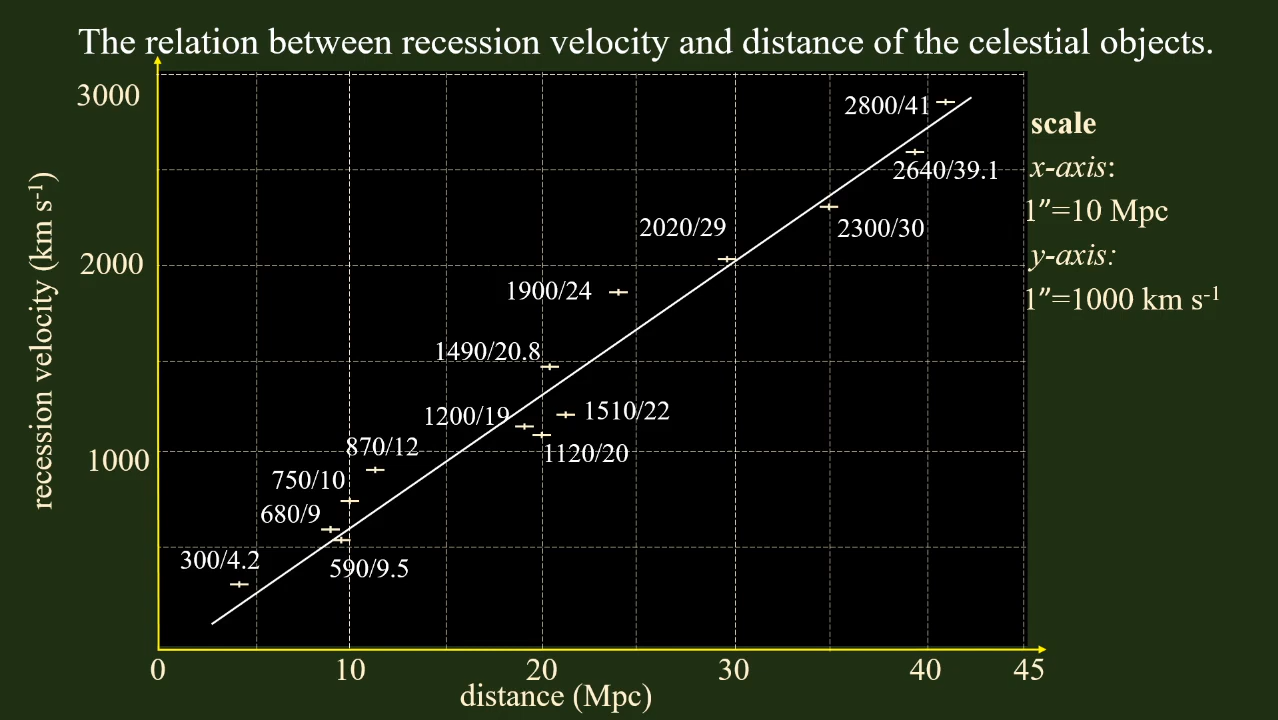 The relation between recession velocity and distance of the celestial objects.
3000
2000
1000
recession velocity (km s-1)
2800/41
2640/39.1
2020/29
2300/30
1900/24
1490/20.8
1200/19
1510/22
870/12
1120/20
750/10
680/9
300/4.2
590/9.5
scale
x-axis:
1”=10 Mpc
y-axis:
1”=1000 km s-1
0 10 20 30 40 45
distance (Mpc)